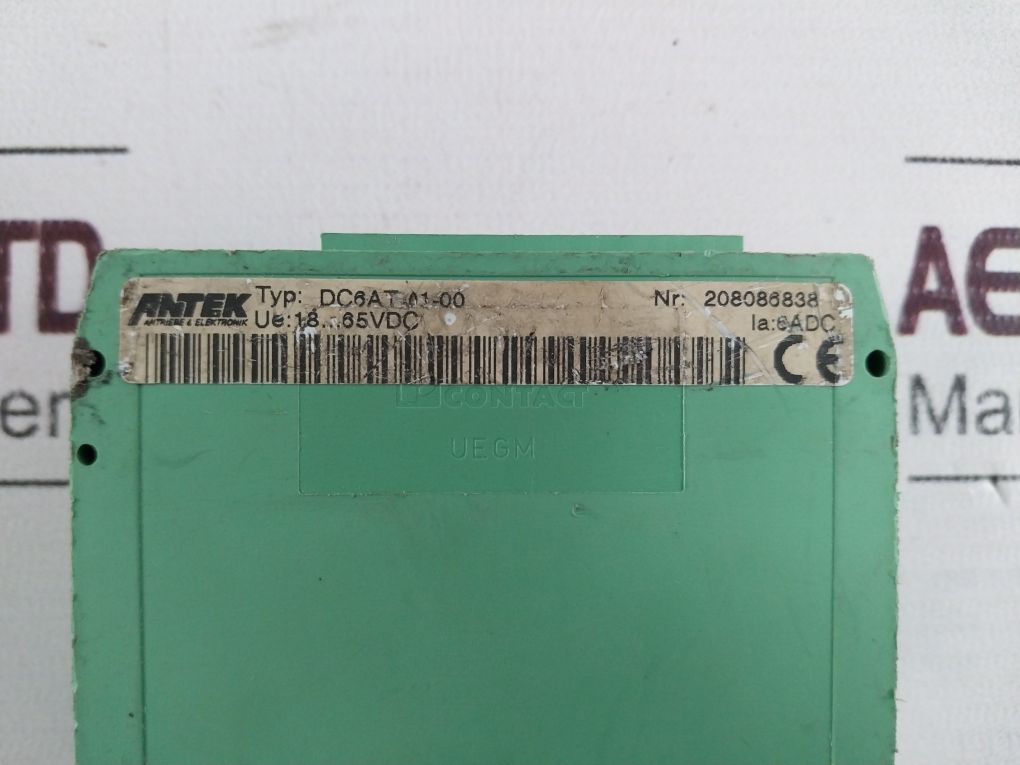 ANTEK
ANTRIEBE & ELEKTRONIK
Typ: DC6AT-01-00 Nr: 208086838
Ue:18...65VDC Ia:6ADC
CE
CONTACT
UEGM
TD
AE
er
Ma